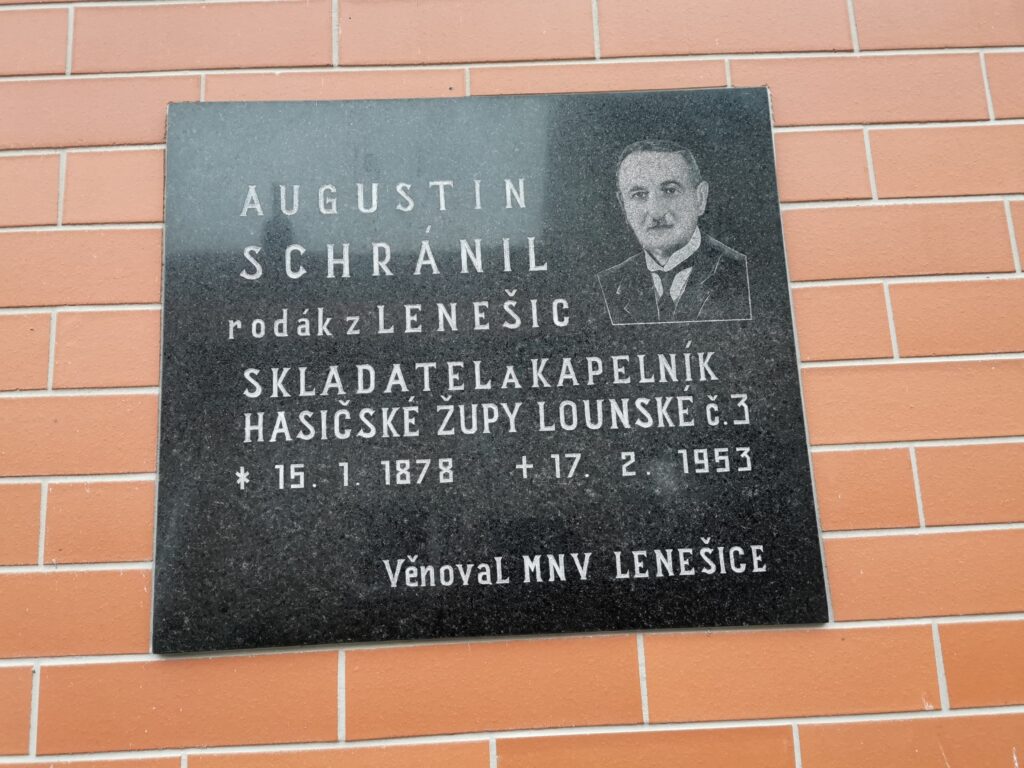 AUGUSTIN
SCHRÁNIL
rodák z LENEŠIC
SKLADATEL A KAPELNÍK
HASIČSKÉ ŽUPY LOUNSKÉ č.3
* 15. 1. 1878 + 17. 2. 1953
Věnoval MNV LENEŠICE